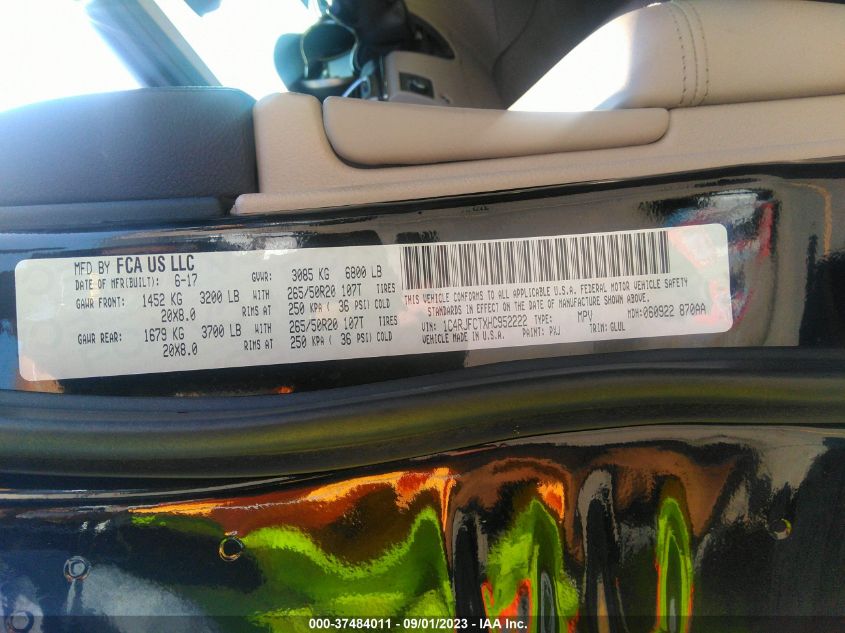 MFD BY FCA US LLC
DATE OF MFR(BUILT): 6-17 GVWR: 3085 KG 6800 LB
GAWR FRONT: 1452 KG 3200 LB WITH 265/50R20 107T TIRES
20X8.0 RIMS AT 250 KPA ( 36 PSI) COLD
GAWR REAR: 1679 KG 3700 LB WITH 265/50R20 107T TIRES
20X8.0 RIMS AT 250 KPA ( 36 PSI) COLD
THIS VEHICLE CONFORMS TO ALL APPLICABLE U.S.A. FEDERAL MOTOR VEHICLE SAFETY
STANDARDS IN EFFECT ON THE DATE OF MANUFACTURE SHOWN ABOVE.
VIN: 1C4RJFCTXHC952222 TYPE: MPV MDH: 060922 870AA
VEHICLE MADE IN U.S.A. PAINT: PXJ TRIM: GLUL
000-37484011 - 09/01/2023 - IAA Inc.